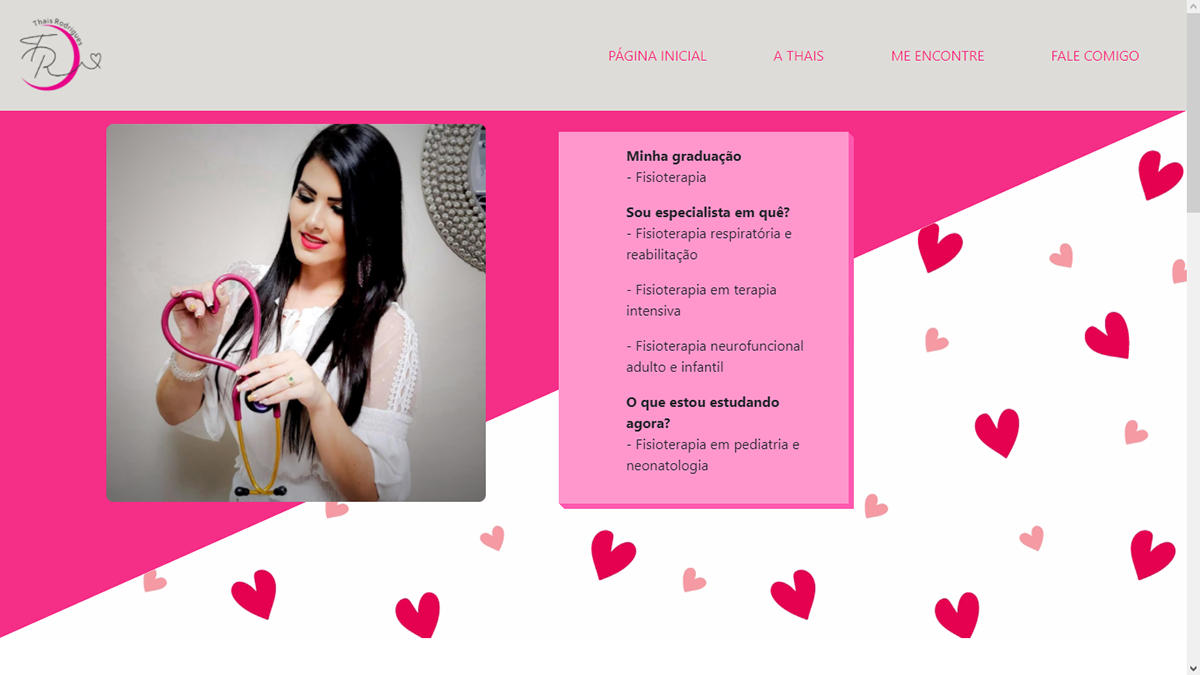 Thais Rodrigues
TR
PÁGINA INICIAL
A THAIS
ME ENCONTRE
FALE COMIGO
Minha graduação
- Fisioterapia
Sou especialista em quê?
- Fisioterapia respiratória e
reabilitação
- Fisioterapia em terapia
intensiva
- Fisioterapia neurofuncional
adulto e infantil
O que estou estudando
agora?
- Fisioterapia em pediatria e
neonatologia